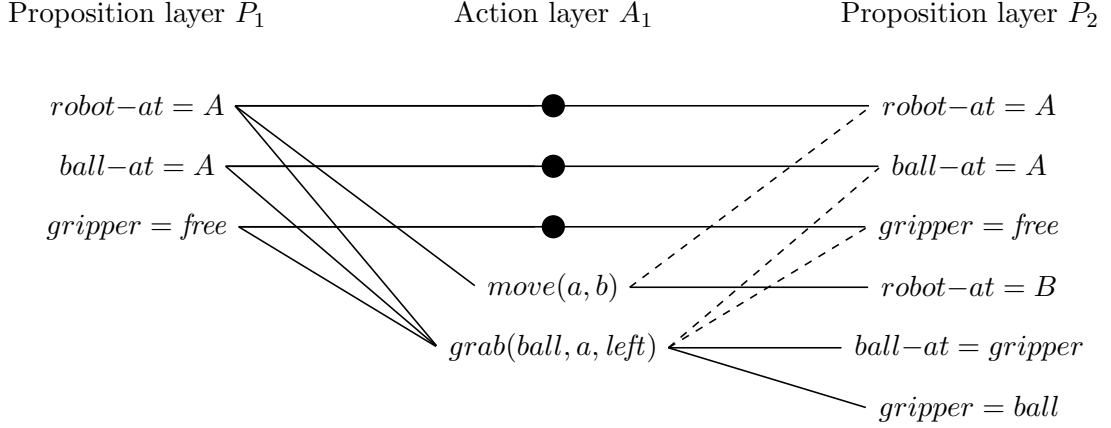 Proposition layer P₁ Action layer A₁ Proposition layer P₂
robot−at = A robot−at = A
ball−at = A ball−at = A
gripper = free gripper = free
move(a, b) robot−at = B
grab(ball, a, left) ball−at = gripper
gripper = ball